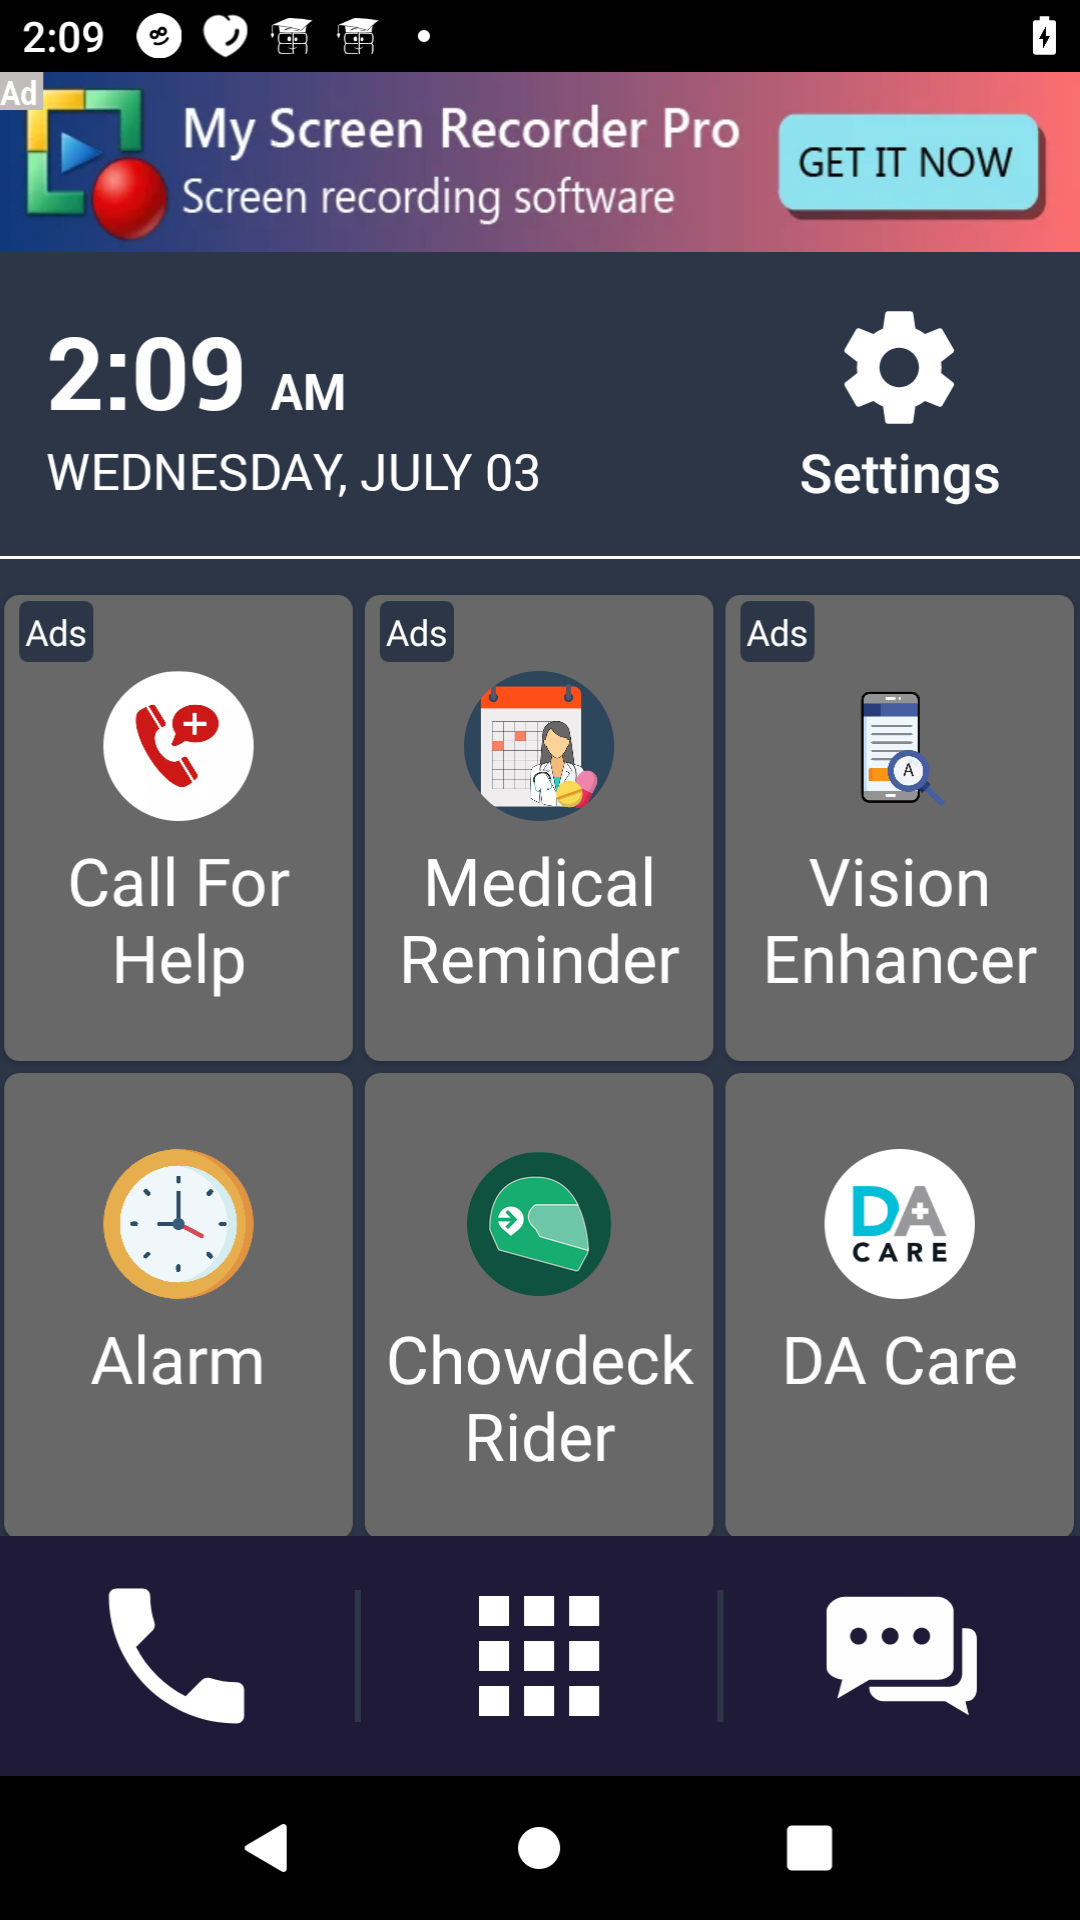 2:09
Ad
My Screen Recorder Pro
Screen recording software
GET IT NOW
2:09 AM
WEDNESDAY, JULY 03
Settings
Ads
Ads
Ads
A
Call For
Help
Medical
Reminder
Vision
Enhancer
DA
CARE
Alarm
Chowdeck
Rider
DA Care